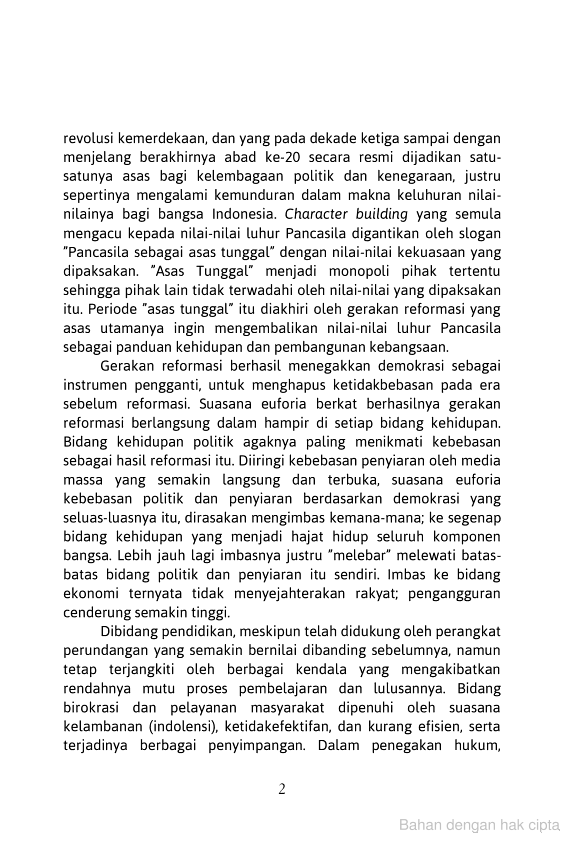 revolusi kemerdekaan, dan yang pada dekade ketiga sampai dengan
menjelang berakhirnya abad ke-20 secara resmi dijadikan satu-
satunya asas bagi kelembagaan politik dan kenegaraan, justru
sepertinya mengalami kemunduran dalam makna keluhuran nilai-
nilainya bagi bangsa Indonesia. Character building yang semula
mengacu kepada nilai-nilai luhur Pancasila digantikan oleh slogan
"Pancasila sebagai asas tunggal" dengan nilai-nilai kekuasaan yang
dipaksakan. "Asas Tunggal" menjadi monopoli pihak tertentu
sehingga pihak lain tidak terwadahi oleh nilai-nilai yang dipaksakan
itu. Periode "asas tunggal" itu diakhiri oleh gerakan reformasi yang
asas utamanya ingin mengembalikan nilai-nilai luhur Pancasila
sebagai panduan kehidupan dan pembangunan kebangsaan.
Gerakan reformasi berhasil menegakkan demokrasi sebagai
instrumen pengganti, untuk menghapus ketidakbebasan pada era
sebelum reformasi. Suasana euforia berkat berhasilnya gerakan
reformasi berlangsung dalam hampir di setiap bidang kehidupan.
Bidang kehidupan politik agaknya paling menikmati kebebasan
sebagai hasil reformasi itu. Diiringi kebebasan penyiaran oleh media
massa yang semakin langsung dan terbuka, suasana euforia
kebebasan politik dan penyiaran berdasarkan demokrasi yang
seluas-luasnya itu, dirasakan mengimbas kemana-mana; ke segenap
bidang kehidupan yang menjadi hajat hidup seluruh komponen
bangsa. Lebih jauh lagi imbasnya justru "melebar" melewati batas-
batas bidang politik dan penyiaran itu sendiri. Imbas ke bidang
ekonomi ternyata tidak menyejahterakan rakyat; pengangguran
cenderung semakin tinggi.
Dibidang pendidikan, meskipun telah didukung oleh perangkat
perundangan yang semakin bernilai dibanding sebelumnya, namun
tetap terjangkiti oleh berbagai kendala yang mengakibatkan
rendahnya mutu proses pembelajaran dan lulusannya. Bidang
birokrasi dan pelayanan masyarakat dipenuhi oleh suasana
kelambanan (indolensi), ketidakefektifan, dan kurang efisien, serta
terjadinya berbagai penyimpangan. Dalam penegakan hukum,
2
Bahan dengan hak cipta